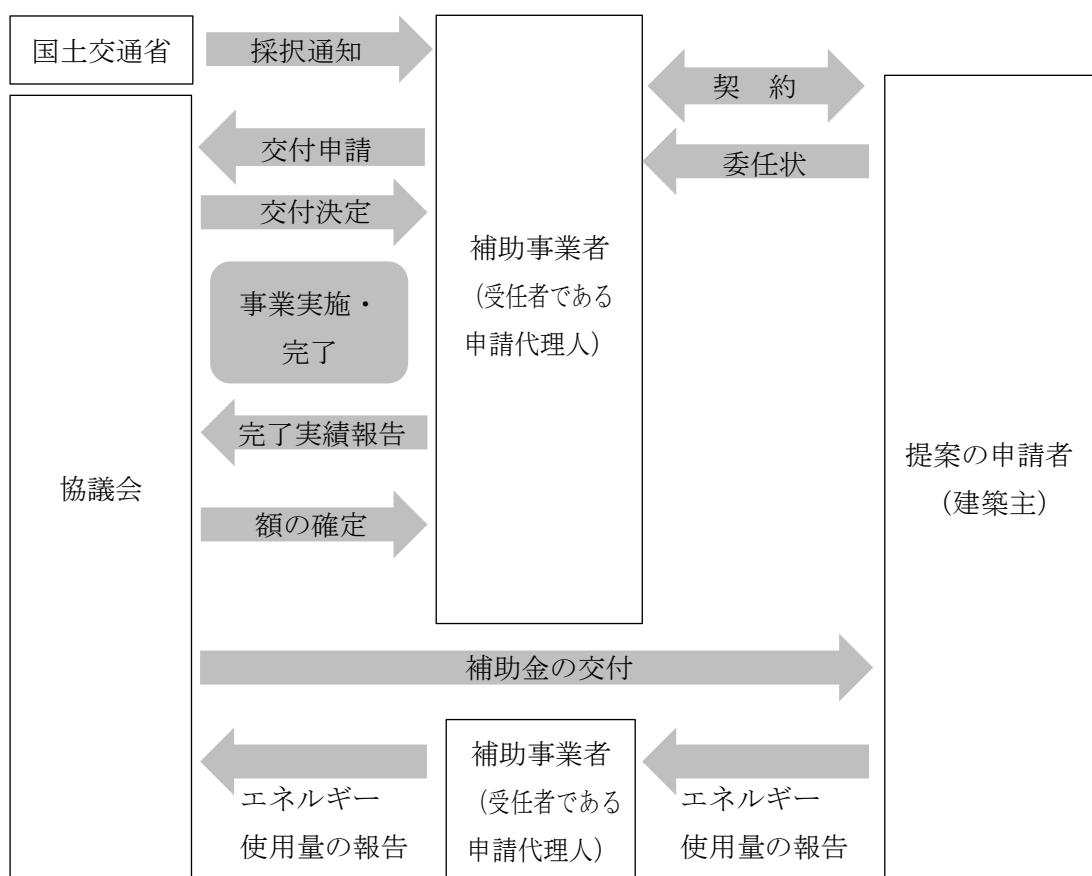 国土交通省
採択通知
契　約
交付申請
委任状
交付決定
補助事業者
（受任者である
申請代理人）
事業実施・
完了
完了実績報告
協議会
提案の申請者
（建築主）
額の確定
補助金の交付
補助事業者
（受任者である
申請代理人）
エネルギー
使用量の報告
エネルギー
使用量の報告